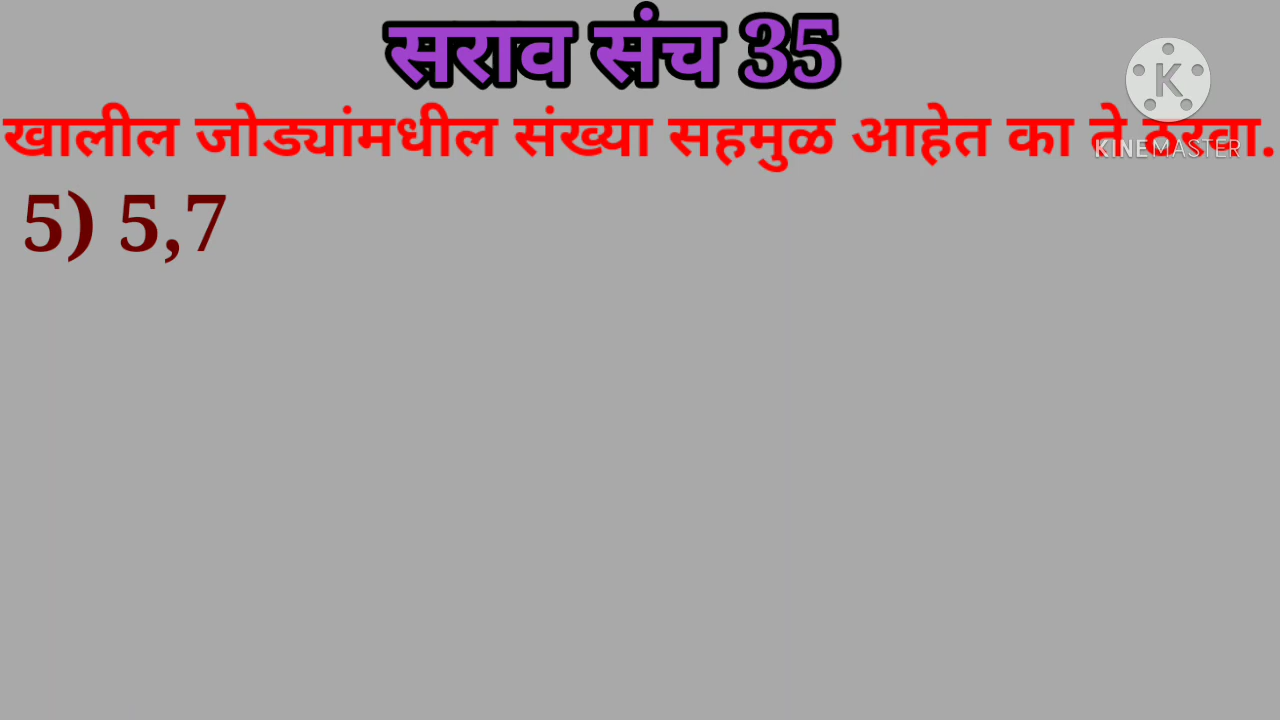 सराव संच 35
खालील जोड्यांमधील संख्या सहमुळ आहेत का ते ठरवा.
KINEMASTER
5) 5,7